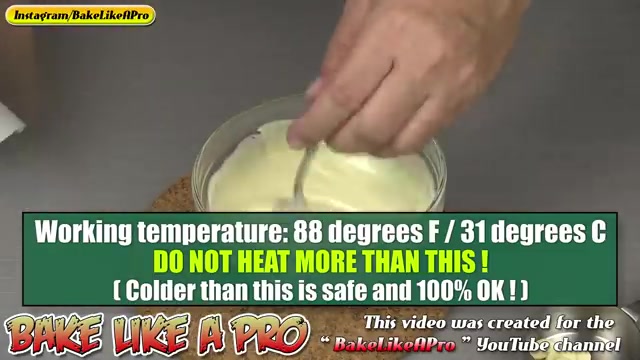 Instagram/BakeLikeAPro
Working temperature: 88 degrees F / 31 degrees C
DO NOT HEAT MORE THAN THIS !
( Colder than this is safe and 100% OK ! )
BAKE LIKE A PRO
This video was created for the
“ BakeLikeAPro ” YouTube channel